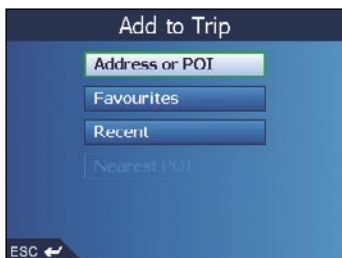 Add to Trip
Address or POI
Favourites
Recent
Nearest POI
ESC